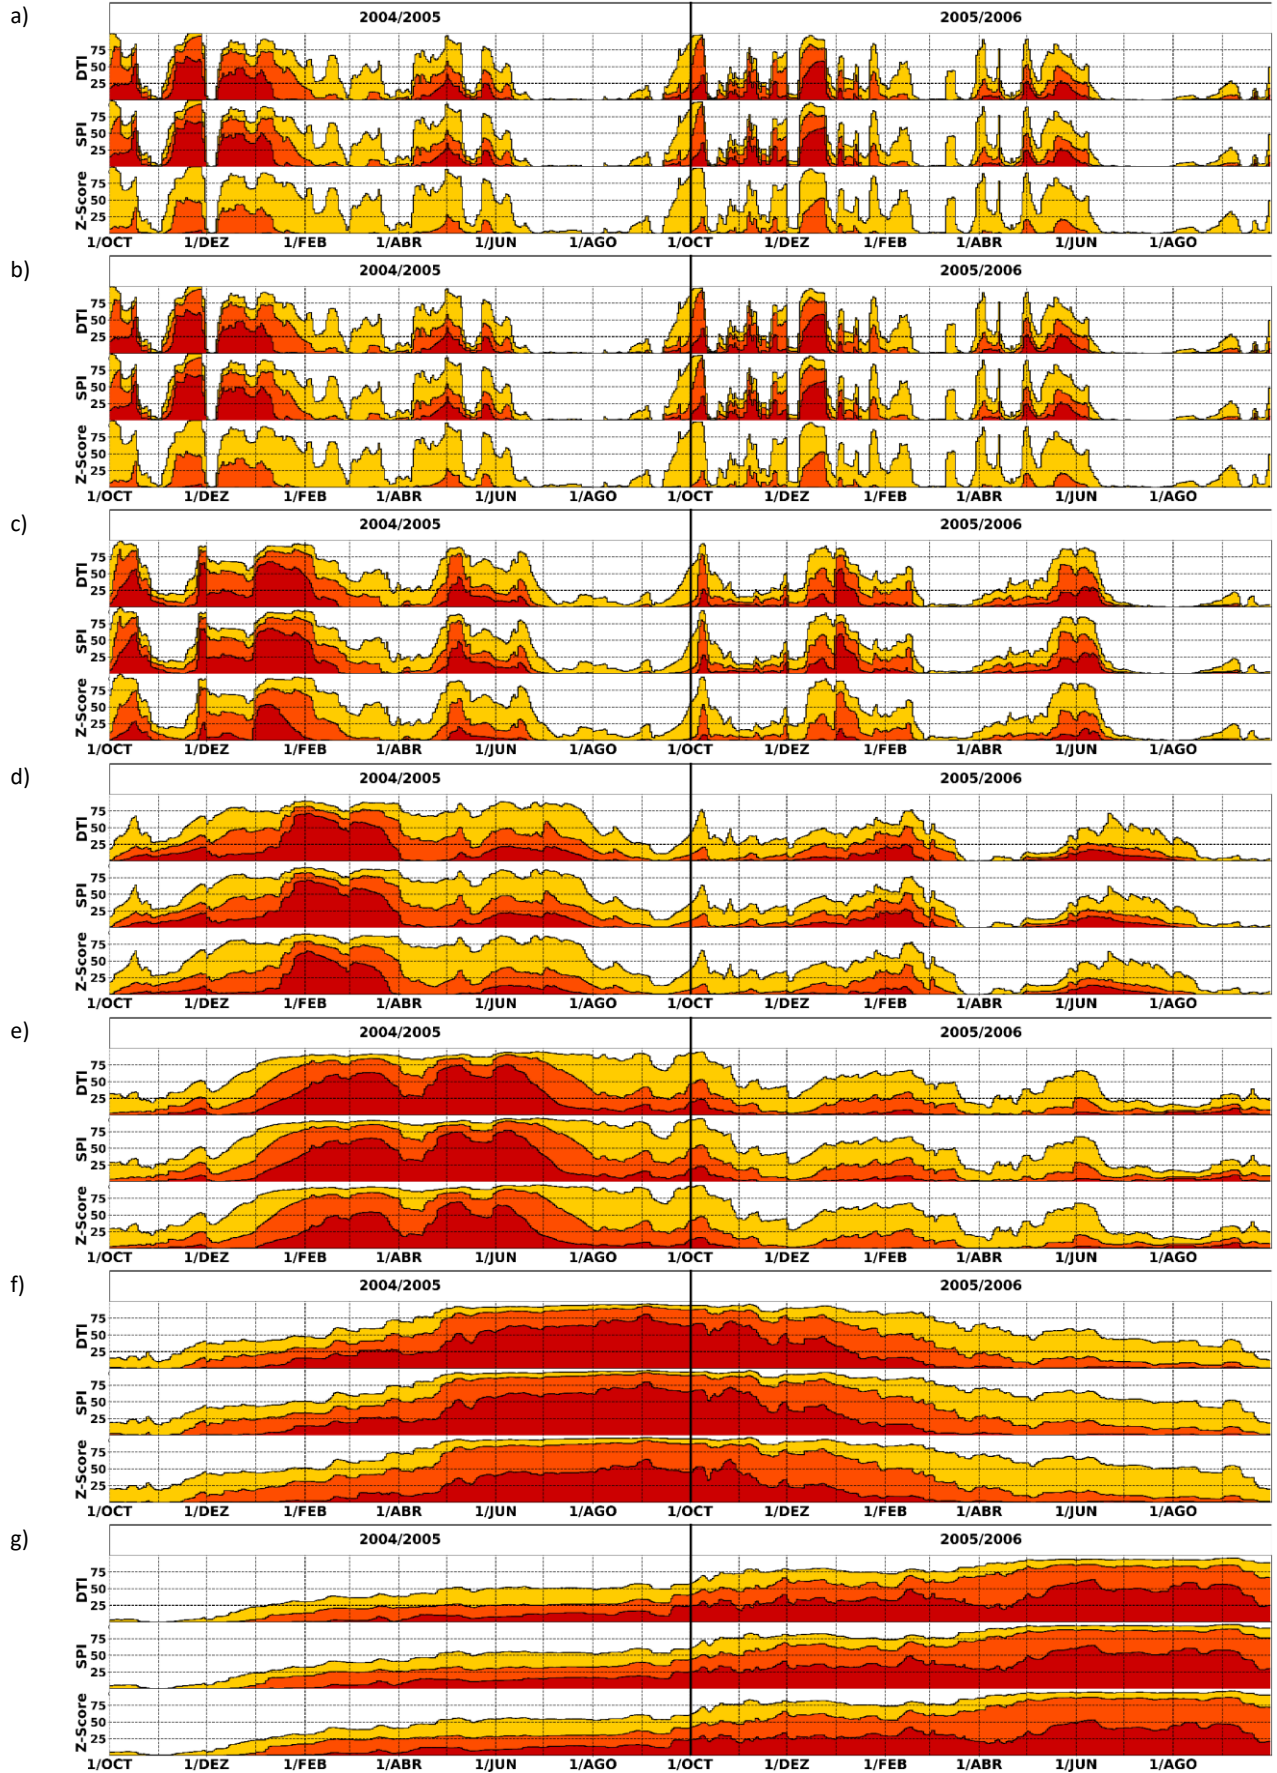 a)
2004/2005 2005/2006
DTI 75 50 25
SPI 75 50 25
Z-Score 75 50 25
1/OCT 1/DEZ 1/FEB 1/ABR 1/JUN 1/AGO 1/OCT 1/DEZ 1/FEB 1/ABR 1/JUN 1/AGO
b)
2004/2005 2005/2006
DTI 75 50 25
SPI 75 50 25
Z-Score 75 50 25
1/OCT 1/DEZ 1/FEB 1/ABR 1/JUN 1/AGO 1/OCT 1/DEZ 1/FEB 1/ABR 1/JUN 1/AGO
c)
2004/2005 2005/2006
DTI 75 50 25
SPI 75 50 25
Z-Score 75 50 25
1/OCT 1/DEZ 1/FEB 1/ABR 1/JUN 1/AGO 1/OCT 1/DEZ 1/FEB 1/ABR 1/JUN 1/AGO
d)
2004/2005 2005/2006
DTI 75 50 25
SPI 75 50 25
Z-Score 75 50 25
1/OCT 1/DEZ 1/FEB 1/ABR 1/JUN 1/AGO 1/OCT 1/DEZ 1/FEB 1/ABR 1/JUN 1/AGO
e)
2004/2005 2005/2006
DTI 75 50 25
SPI 75 50 25
Z-Score 75 50 25
1/OCT 1/DEZ 1/FEB 1/ABR 1/JUN 1/AGO 1/OCT 1/DEZ 1/FEB 1/ABR 1/JUN 1/AGO
f)
2004/2005 2005/2006
DTI 75 50 25
SPI 75 50 25
Z-Score 75 50 25
1/OCT 1/DEZ 1/FEB 1/ABR 1/JUN 1/AGO 1/OCT 1/DEZ 1/FEB 1/ABR 1/JUN 1/AGO
g)
2004/2005 2005/2006
DTI 75 50 25
SPI 75 50 25
Z-Score 75 50 25
1/OCT 1/DEZ 1/FEB 1/ABR 1/JUN 1/AGO 1/OCT 1/DEZ 1/FEB 1/ABR 1/JUN 1/AGO